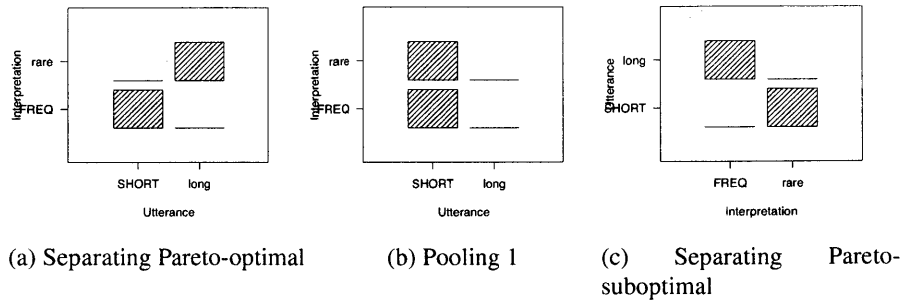 Interpretation
rare
FREQ
SHORT long
Utterance
Interpretation
rare
FREQ
SHORT long
Utterance
Utterance
long
SHORT
FREQ rare
Interpretation
(a) Separating Pareto-optimal
(b) Pooling 1
(c) Separating Pareto-
suboptimal